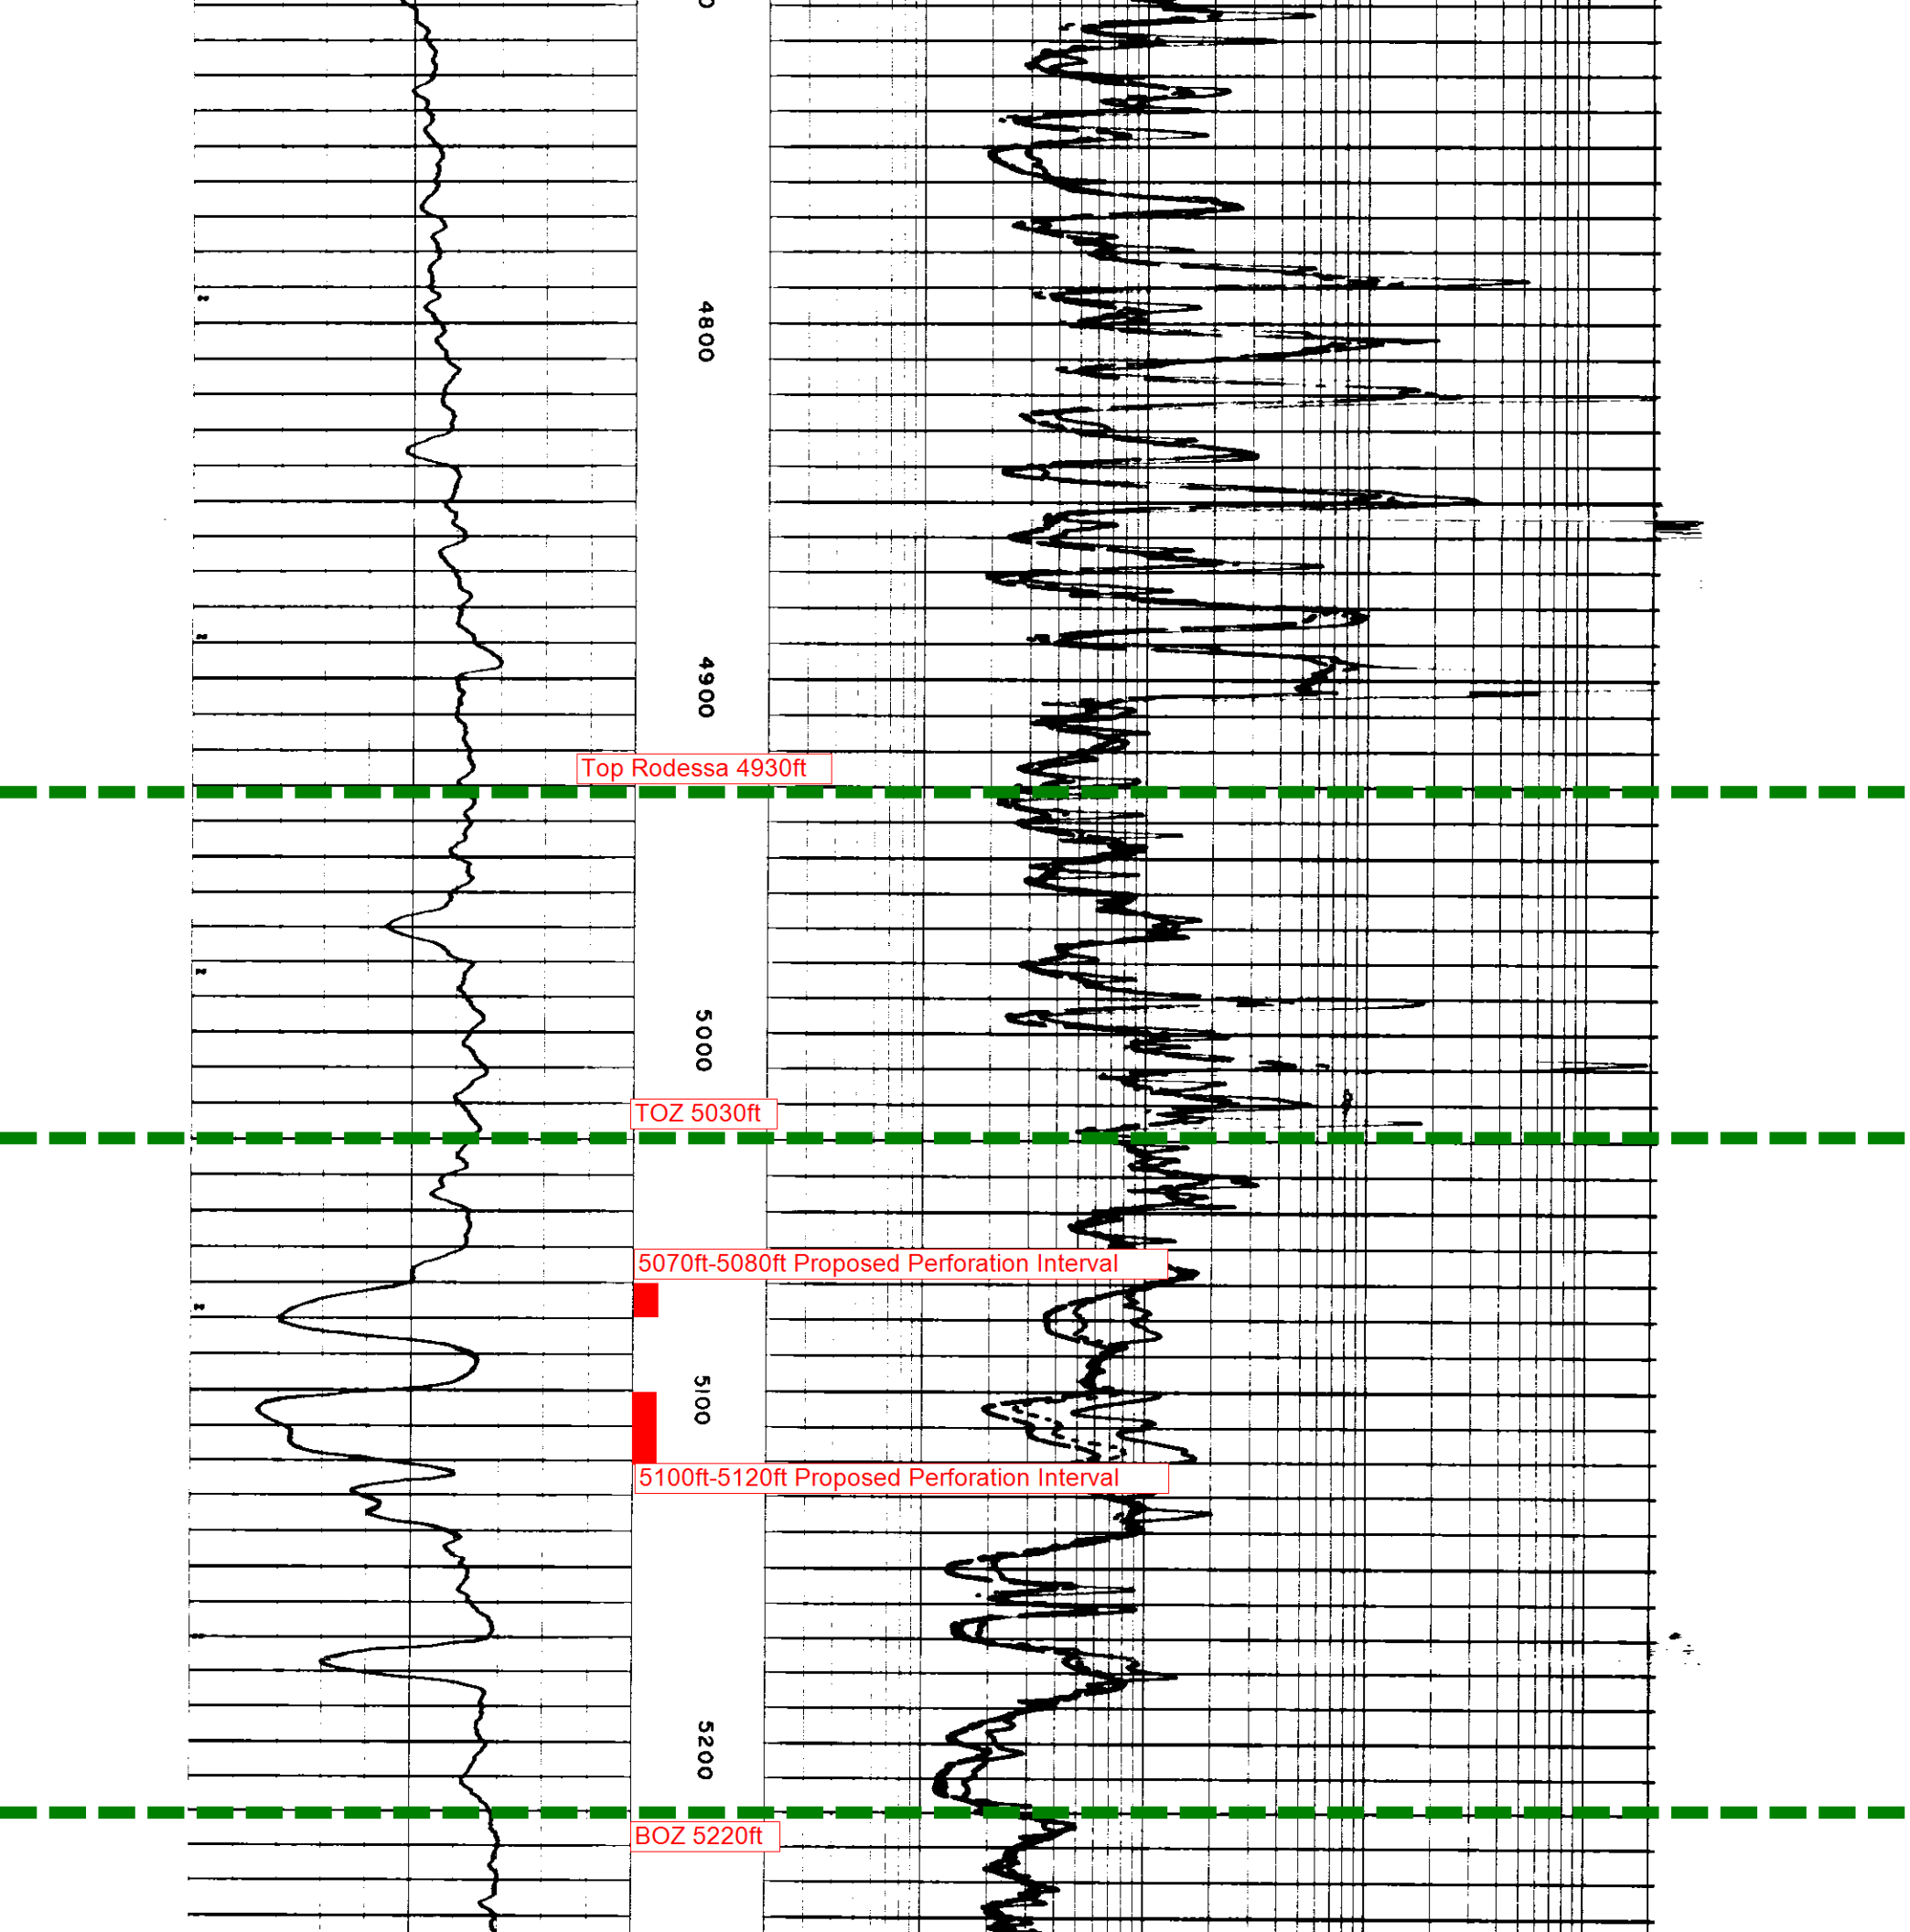 0
4800
4900
Top Rodessa 4930ft
5000
TOZ 5030ft
5070ft-5080ft Proposed Perforation Interval
5100
5100ft-5120ft Proposed Perforation Interval
5200
BOZ 5220ft